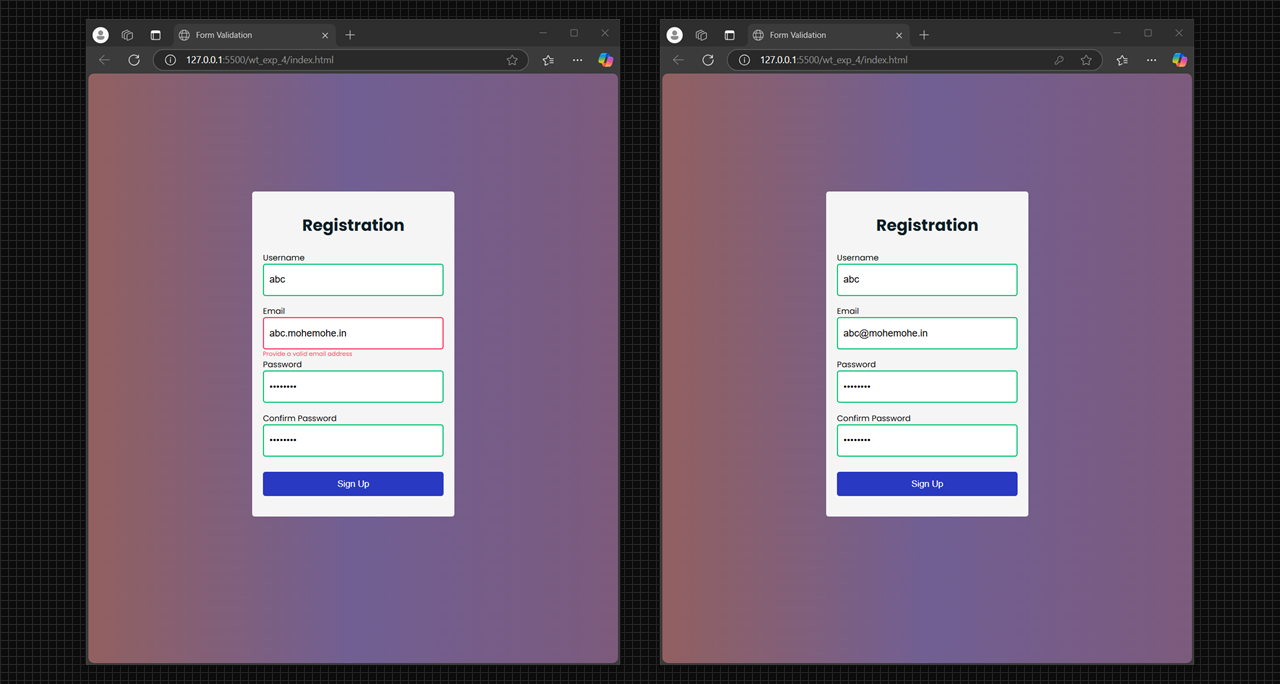 Form Validation
127.0.0.1:5500/wt_exp_4/index.html
Registration
Username
abc
Email
abc.mohemohe.in
Provide a valid email address
Password
••••••••
Confirm Password
••••••••
Sign Up
Form Validation
127.0.0.1:5500/wt_exp_4/index.html
Registration
Username
abc
Email
abc@mohemohe.in
Password
••••••••
Confirm Password
••••••••
Sign Up